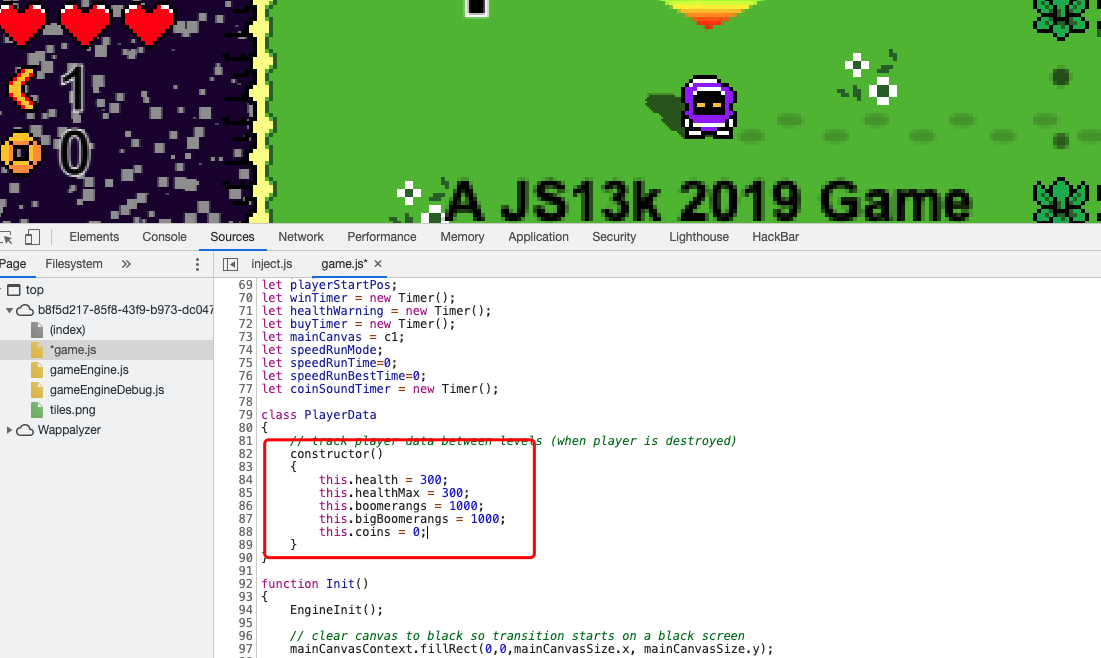 1
0
A JS13k 2019 Game
Elements Console Sources Network Performance Memory Application Security Lighthouse HackBar
Page Filesystem » inject.js game.js* ×
top
b8f5d217-85f8-43f9-b973-dc047
(index)
*game.js
gameEngine.js
gameEngineDebug.js
tiles.png
Wappalyzer
69 let playerStartPos;
70 let winTimer = new Timer();
71 let healthWarning = new Timer();
72 let buyTimer = new Timer();
73 let mainCanvas = c1;
74 let speedRunMode;
75 let speedRunTime=0;
76 let speedRunBestTime=0;
77 let coinSoundTimer = new Timer();
78
79 class PlayerData
80 {
81 // track player data between levels (when player is destroyed)
82 constructor()
83 {
84 this.health = 300;
85 this.healthMax = 300;
86 this.boomerangs = 1000;
87 this.bigBoomerangs = 1000;
88 this.coins = 0;
89 }
90 }
91
92 function Init()
93 {
94 EngineInit();
95
96 // clear canvas to black so transition starts on a black screen
97 mainCanvasContext.fillRect(0,0,mainCanvasSize.x, mainCanvasSize.y);